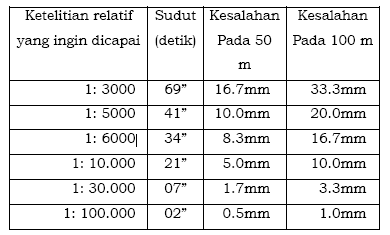 Ketelitian relatif yang ingin dicapai | Sudut (detik) | Kesalahan Pada 50 m | Kesalahan Pada 100 m
1: 3000 | 69” | 16.7mm | 33.3mm
1: 5000 | 41” | 10.0mm | 20.0mm
1: 6000 | 34” | 8.3mm | 16.7mm
1: 10.000 | 21” | 5.0mm | 10.0mm
1: 30.000 | 07” | 1.7mm | 3.3mm
1: 100.000 | 02” | 0.5mm | 1.0mm